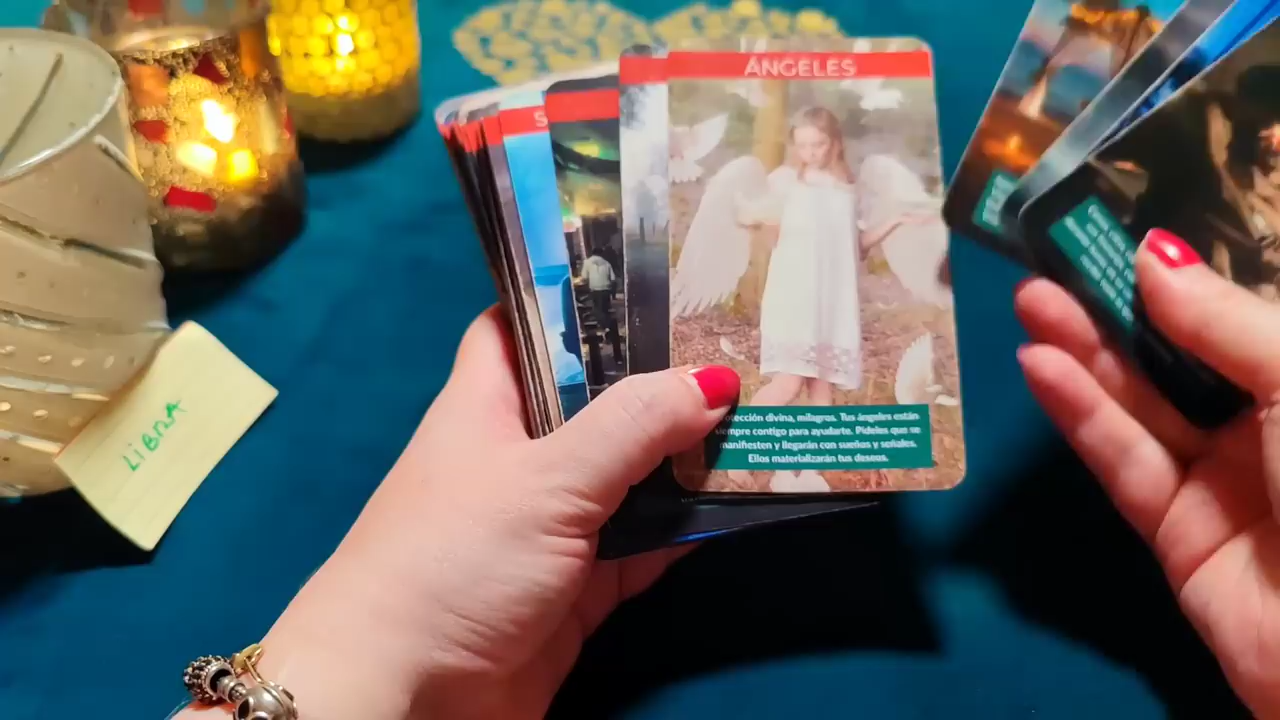 ÁNGELES
S
tección divina, milagros. Tus ángeles están
siempre contigo para ayudarte. Pídeles que se
manifiesten y llegarán con sueños y señales.
Ellos materializarán tus deseos.
LIBRA